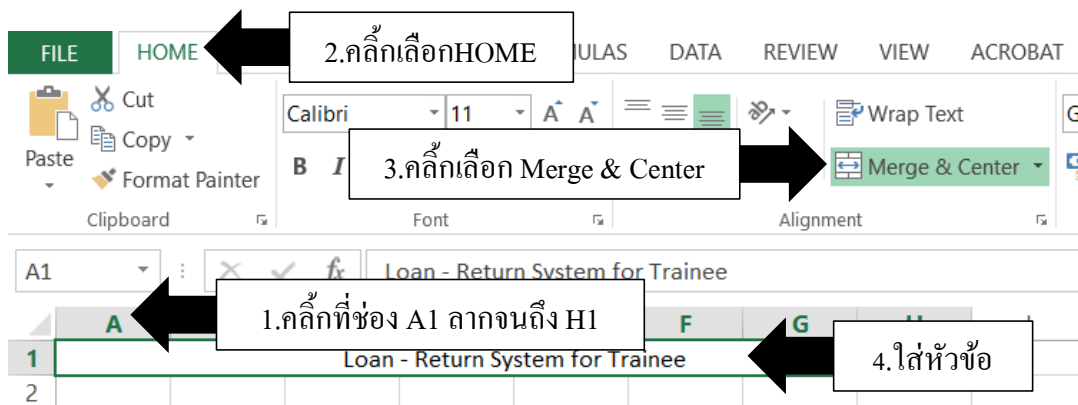 2.คลิ้กเลือกHOME
FILE HOME ULAS DATA REVIEW VIEW ACROBAT
Cut
Calibri 11 A A Wrap Text G
Copy
Paste
3.คลิ้กเลือก Merge & Center
B I Merge & Center
Format Painter
Clipboard Font Alignment
A1 fx Loan - Return System for Trainee
1.คลิ้กที่ช่อง A1 ลากจนถึง H1
A F G
1 Loan - Return System for Trainee
4.ใส่หัวข้อ
2